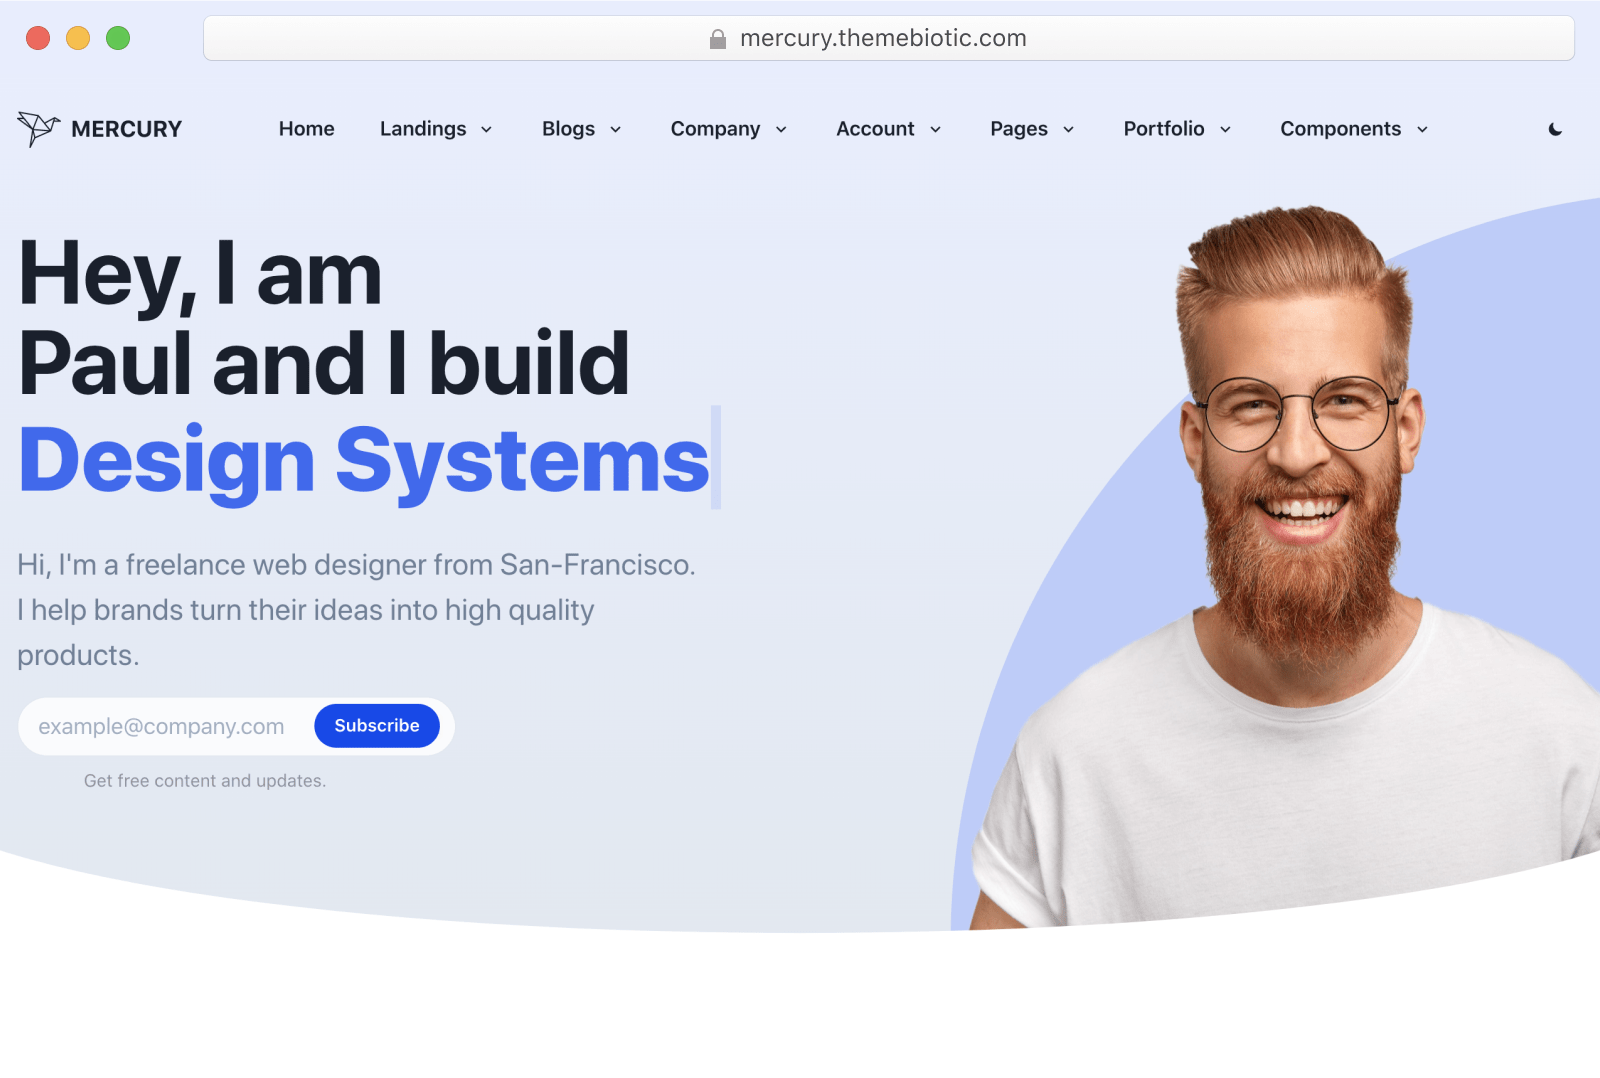 mercury.themebiotic.com
MERCURY
Home
Landings
Blogs
Company
Account
Pages
Portfolio
Components
Hey, I am
Paul and I build
Design Systems
Hi, I'm a freelance web designer from San-Francisco.
I help brands turn their ideas into high quality
products.
example@company.com
Subscribe
Get free content and updates.